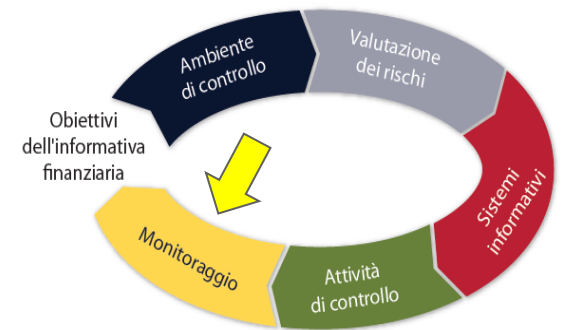 Ambiente
di controllo
Valutazione
dei rischi
Obiettivi
dell'informativa
finanziaria
Sistemi
informativi
Monitoraggio
Attività
di controllo